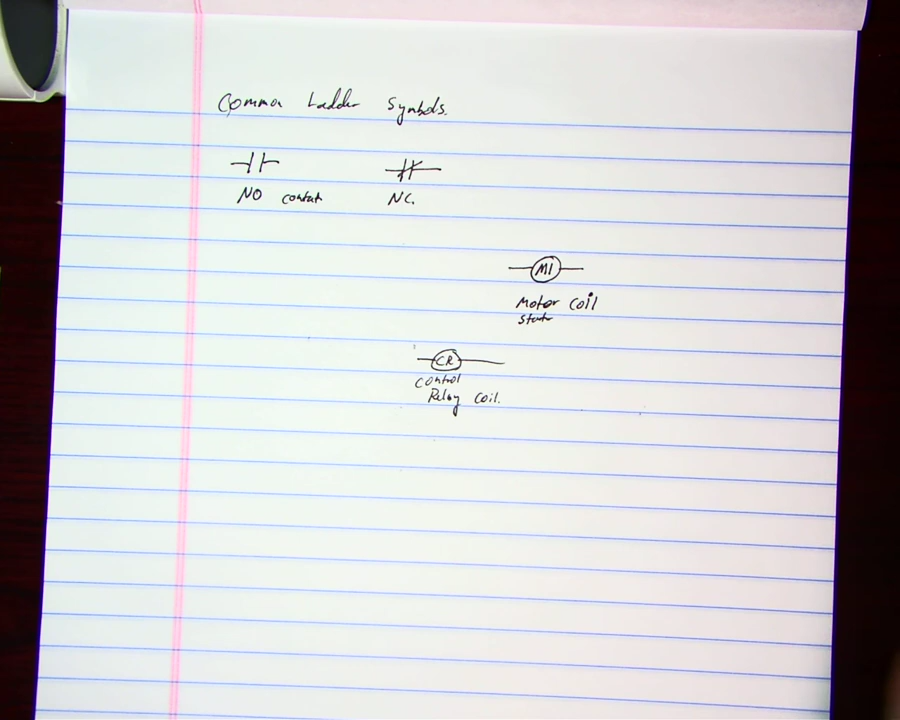 Common Ladder Symbols.
NO contact NC.
M1
Motor Coil
Starter
CR
Control
Relay Coil.